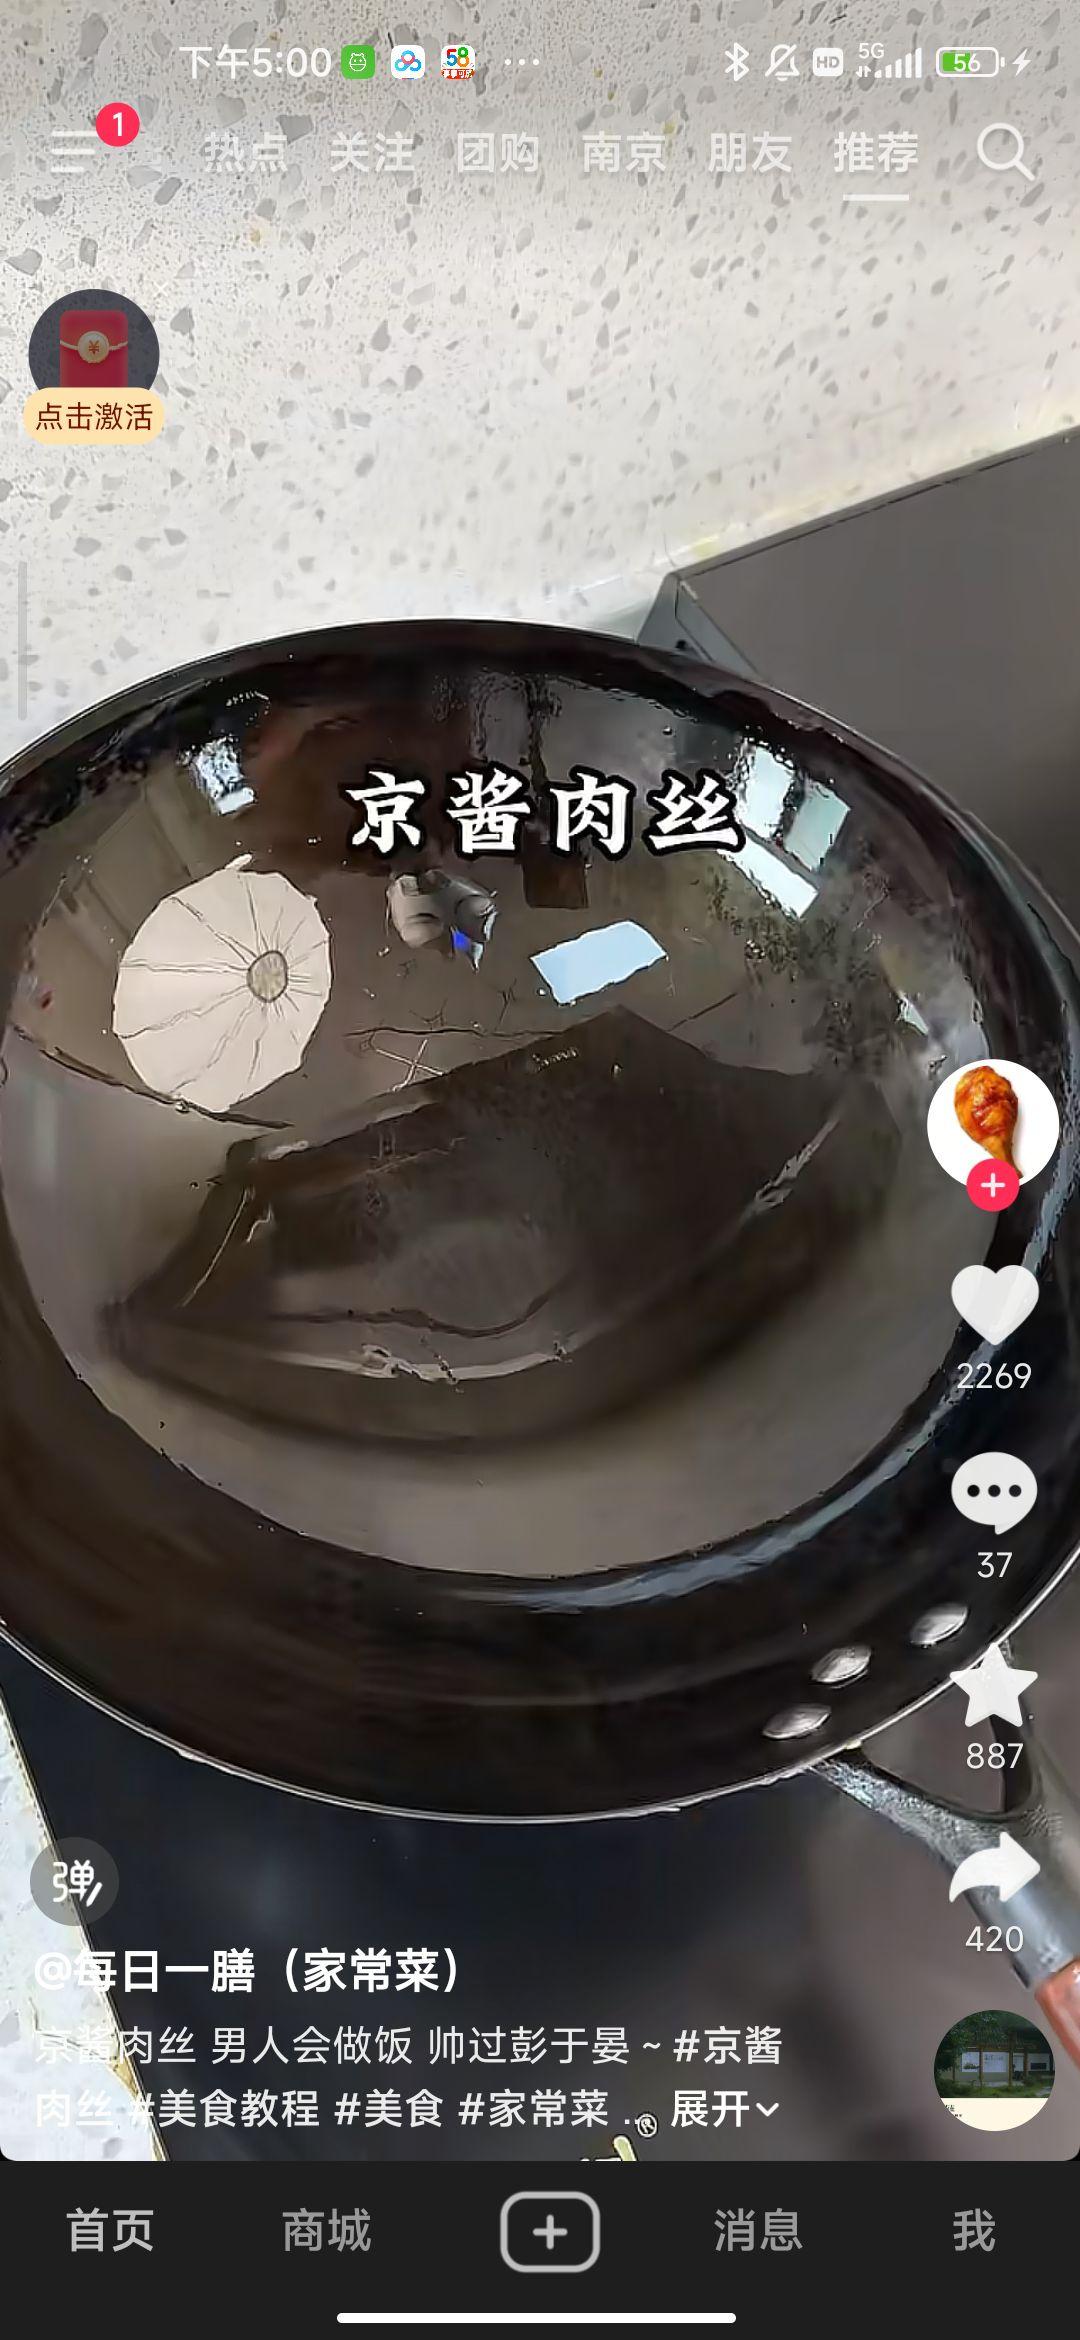 下午5:00
58
HD
5G
56
1
热点 关注 团购 南京 朋友 推荐
点击激活
京酱肉丝
2269
37
887
弹
420
@每日一膳（家常菜）
京酱肉丝 男人会做饭 帅过彭于晏 ~ #京酱
肉丝 #美食教程 #美食 #家常菜 ... 展开
®
首页 商城 消息 我